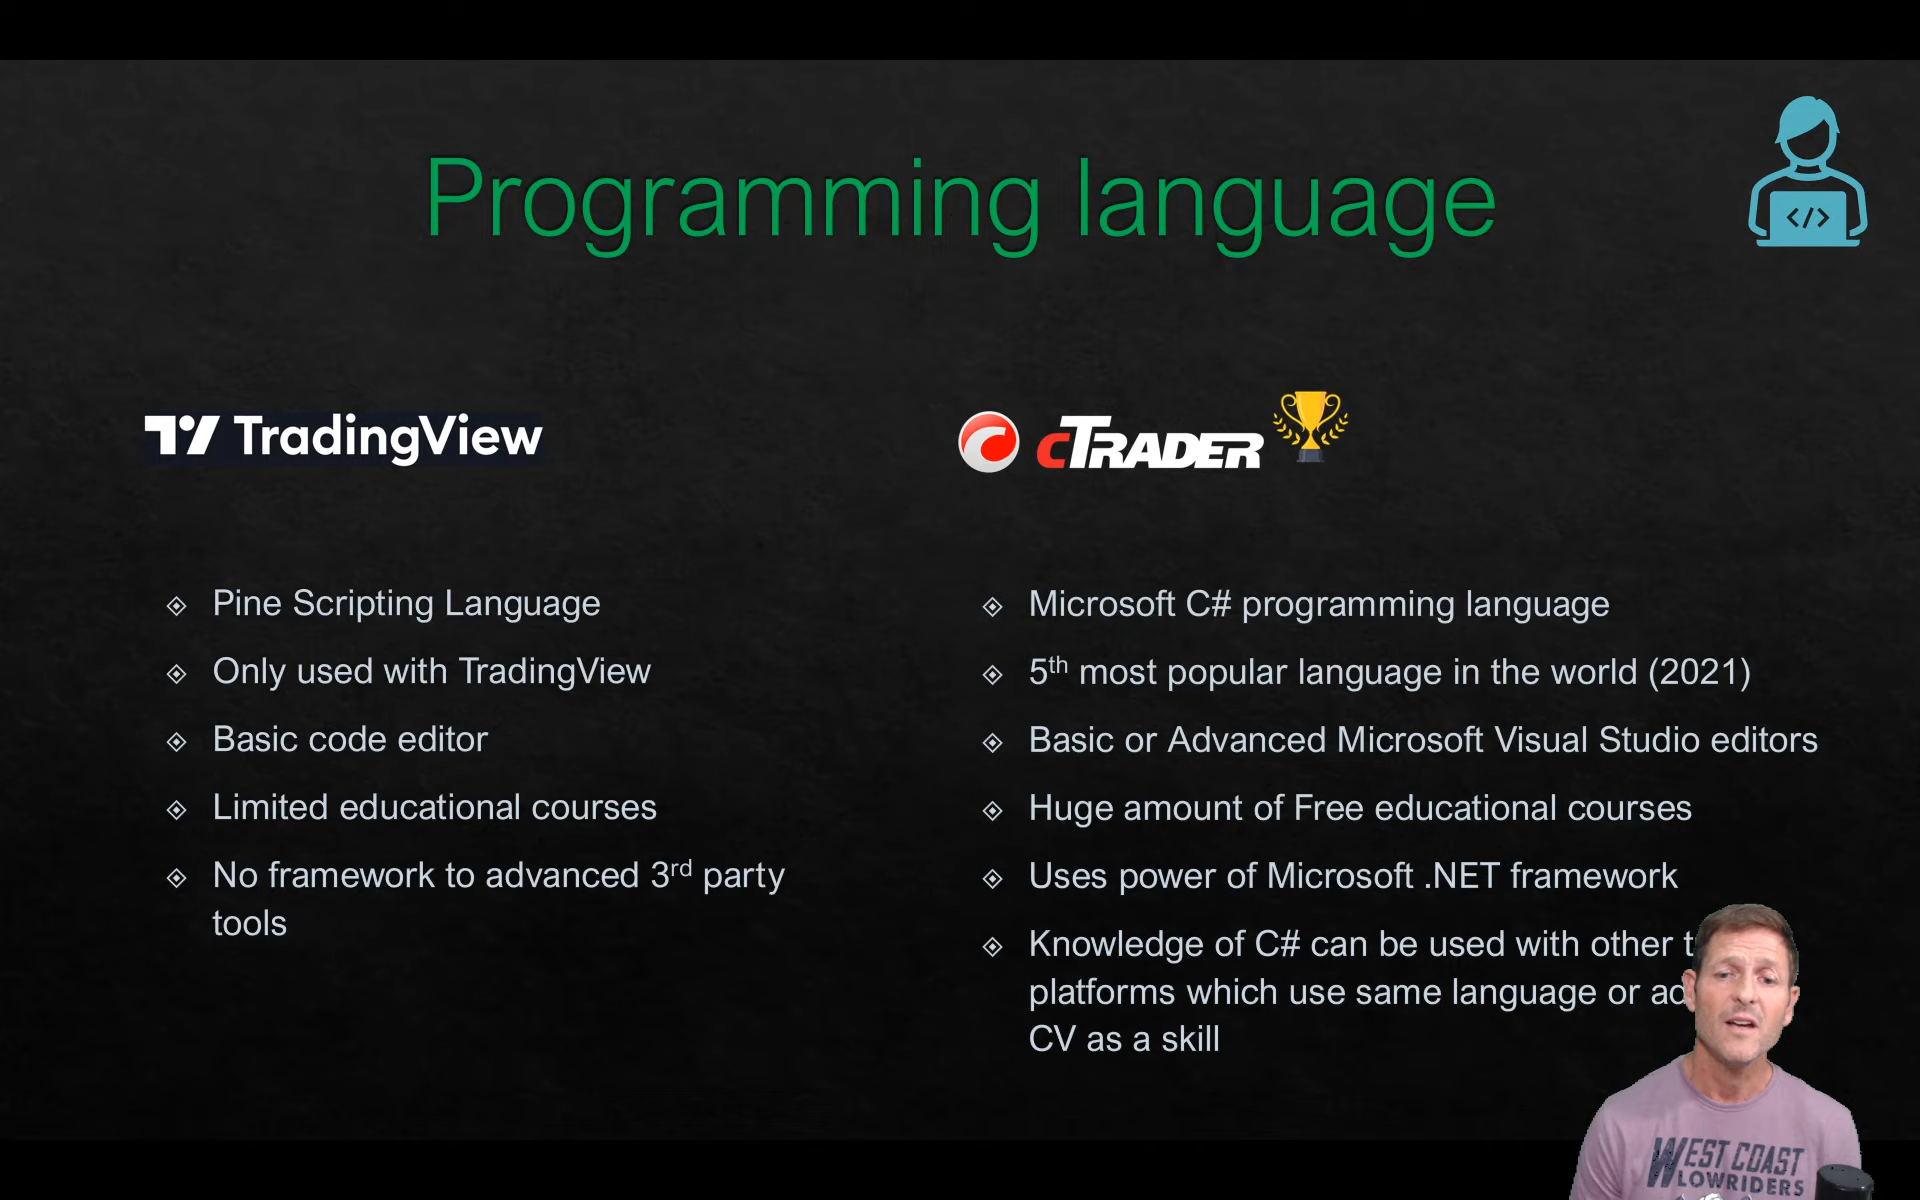 Programming language
</>
TradingView
cTRADER
Pine Scripting Language
Only used with TradingView
Basic code editor
Limited educational courses
No framework to advanced 3rd party
tools
Microsoft C# programming language
5th most popular language in the world (2021)
Basic or Advanced Microsoft Visual Studio editors
Huge amount of Free educational courses
Uses power of Microsoft .NET framework
Knowledge of C# can be used with other
platforms which use same language or
CV as a skill
WEST COAST
LOWRIDERS